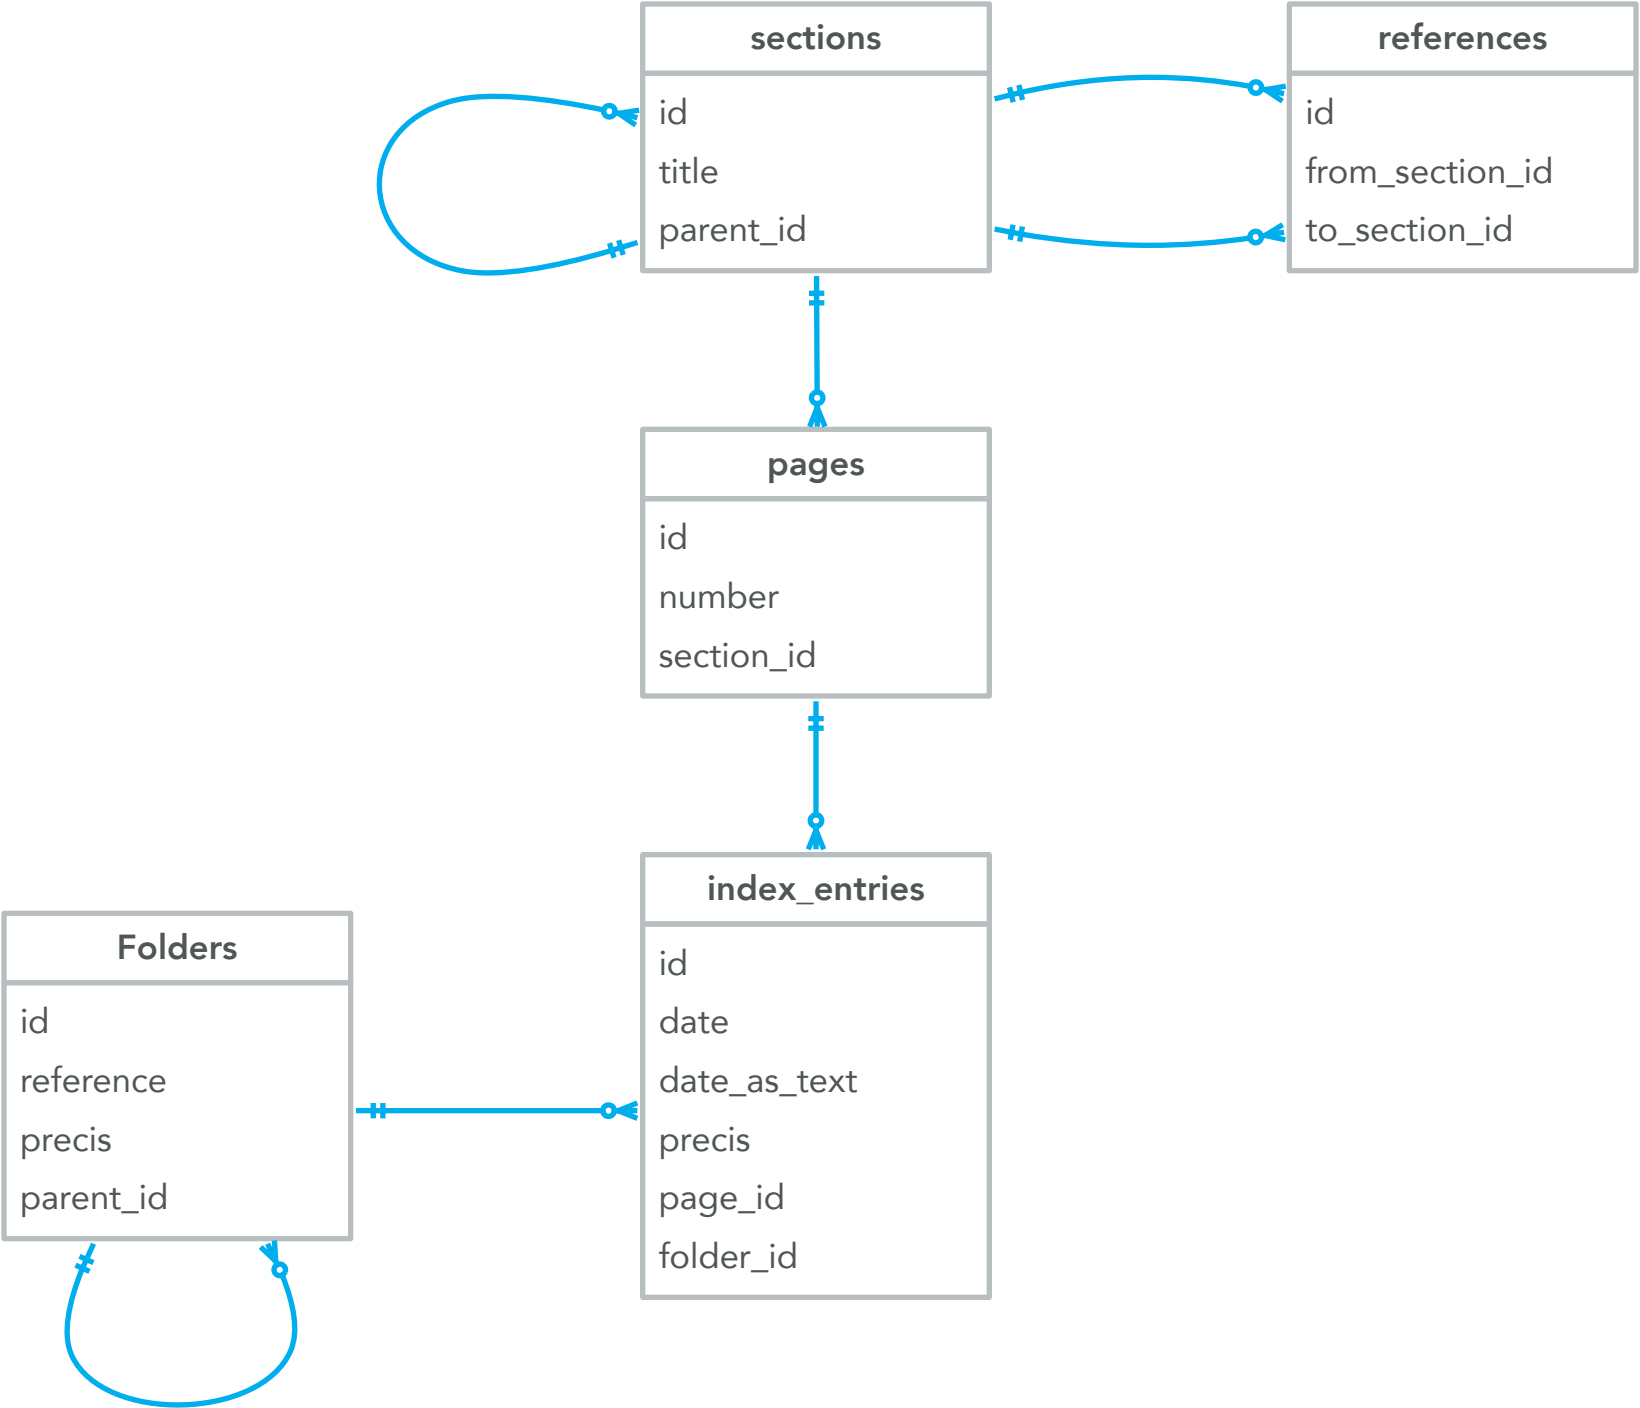 sections
id
title
parent_id
references
id
from_section_id
to_section_id
pages
id
number
section_id
index_entries
id
date
date_as_text
precis
page_id
folder_id
Folders
id
reference
precis
parent_id